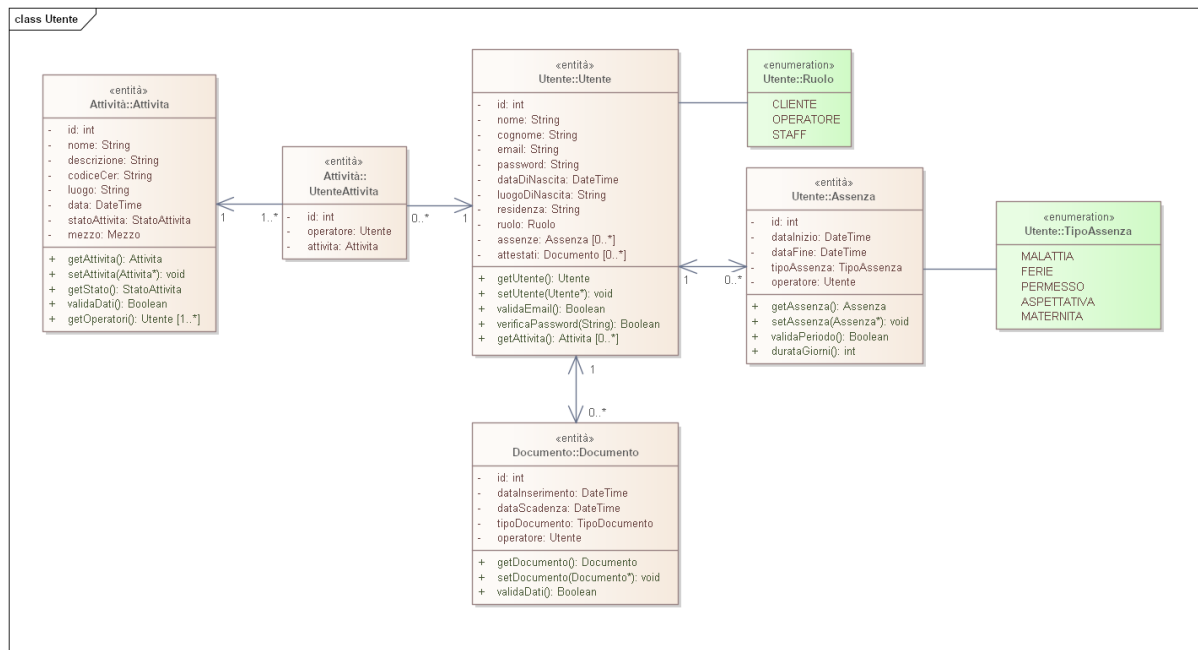 class Utente
«entità»
Attività::Attivita
- id: int
- nome: String
- descrizione: String
- codiceCer: String
- luogo: String
- data: DateTime
- statoAttivita: StatoAttivita
- mezzo: Mezzo
+ getAttivita(): Attivita
+ setAttivita(Attivita*): void
+ getStato(): StatoAttivita
+ validaDati(): Boolean
+ getOperatori(): Utente [1..*]
1
1..*
«entità»
Attività::
UtenteAttivita
- id: int
- operatore: Utente
- attivita: Attivita
0..*
1
«entità»
Utente::Utente
- id: int
- nome: String
- cognome: String
- email: String
- password: String
- dataDiNascita: DateTime
- luogoDiNascita: String
- residenza: String
- ruolo: Ruolo
- assenze: Assenza [0..*]
- attestati: Documento [0..*]
+ getUtente(): Utente
+ setUtente(Utente*): void
+ validaEmail(): Boolean
+ verificaPassword(String): Boolean
+ getAttivita(): Attivita [0..*]
«enumeration»
Utente::Ruolo
CLIENTE
OPERATORE
STAFF
1
0..*
«entità»
Utente::Assenza
- id: int
- dataInizio: DateTime
- dataFine: DateTime
- tipoAssenza: TipoAssenza
- operatore: Utente
+ getAssenza(): Assenza
+ setAssenza(Assenza*): void
+ validaPeriodo(): Boolean
+ durataGiorni(): int
«enumeration»
Utente::TipoAssenza
MALATTIA
FERIE
PERMESSO
ASPETTATIVA
MATERNITA
1
0..*
«entità»
Documento::Documento
- id: int
- dataInserimento: DateTime
- dataScadenza: DateTime
- tipoDocumento: TipoDocumento
- operatore: Utente
+ getDocumento(): Documento
+ setDocumento(Documento*): void
+ validaDati(): Boolean